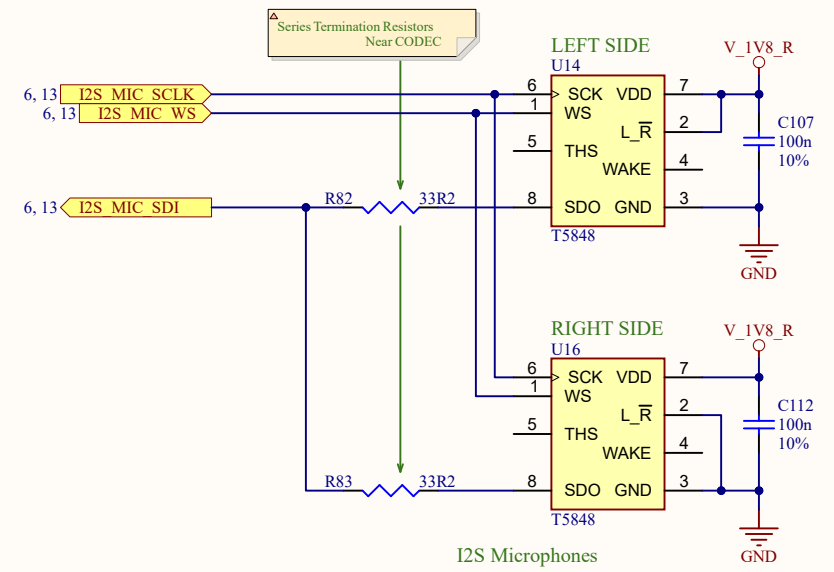 Series Termination Resistors
Near CODEC
LEFT SIDE
U14
V_1V8_R
6, 13 I2S_MIC_SCLK
6 SCK VDD 7
6, 13 I2S_MIC_WS
1 WS
L_R 2
C107
100n
10%
5 THS
WAKE 4
6, 13 I2S_MIC_SDI
R82 33R2
8 SDO GND 3
T5848
GND
RIGHT SIDE
U16
V_1V8_R
6 SCK VDD 7
1 WS
L_R 2
C112
100n
10%
5 THS
WAKE 4
R83 33R2
8 SDO GND 3
T5848
GND
I2S Microphones